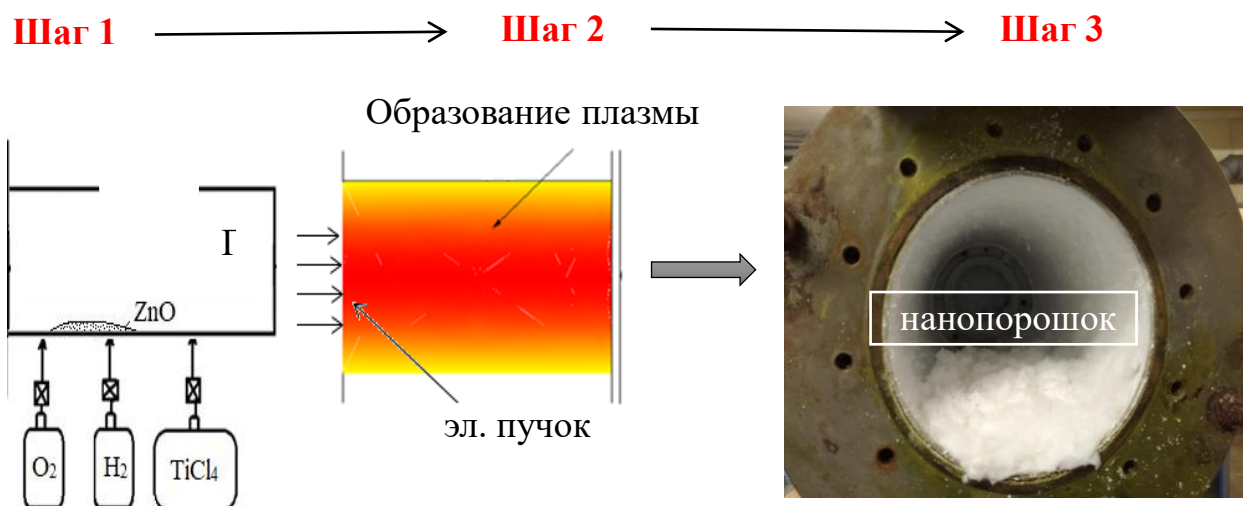 Шаг 1
Шаг 2
Шаг 3
Образование плазмы
I
ZnO
эл. пучок
O₂
H₂
TiCl₄
нанопорошок